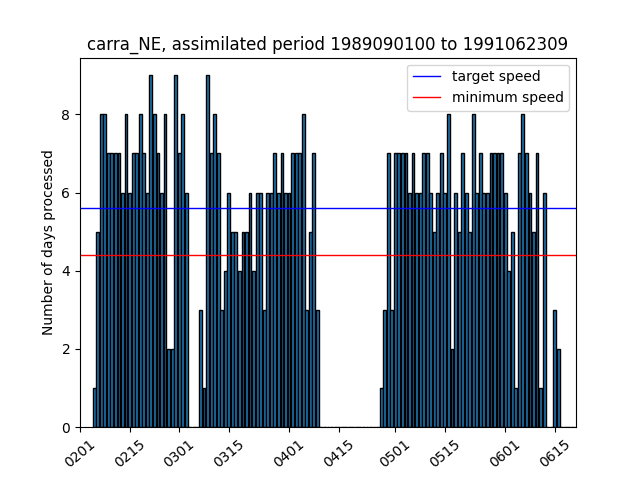 carra_NE, assimilated period 1989090100 to 1991062309
target speed
minimum speed
Number of days processed
8
6
4
2
0
0201 0215 0301 0315 0401 0415 0501 0515 0601 0615